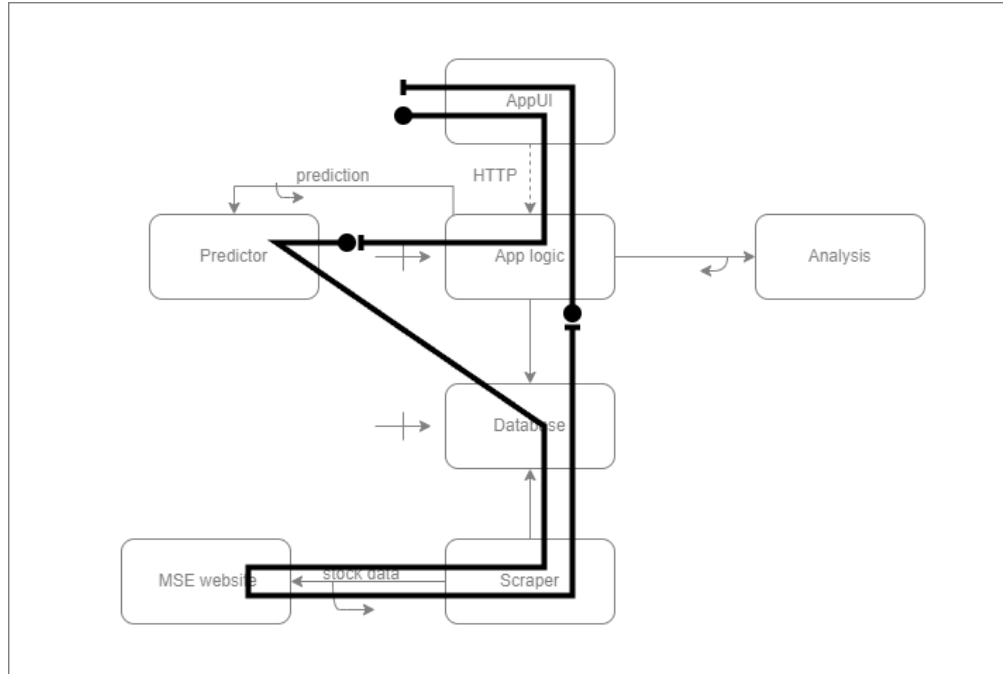 AppUI
HTTP
prediction
Predictor
App logic
Analysis
Database
stock data
MSE website
Scraper